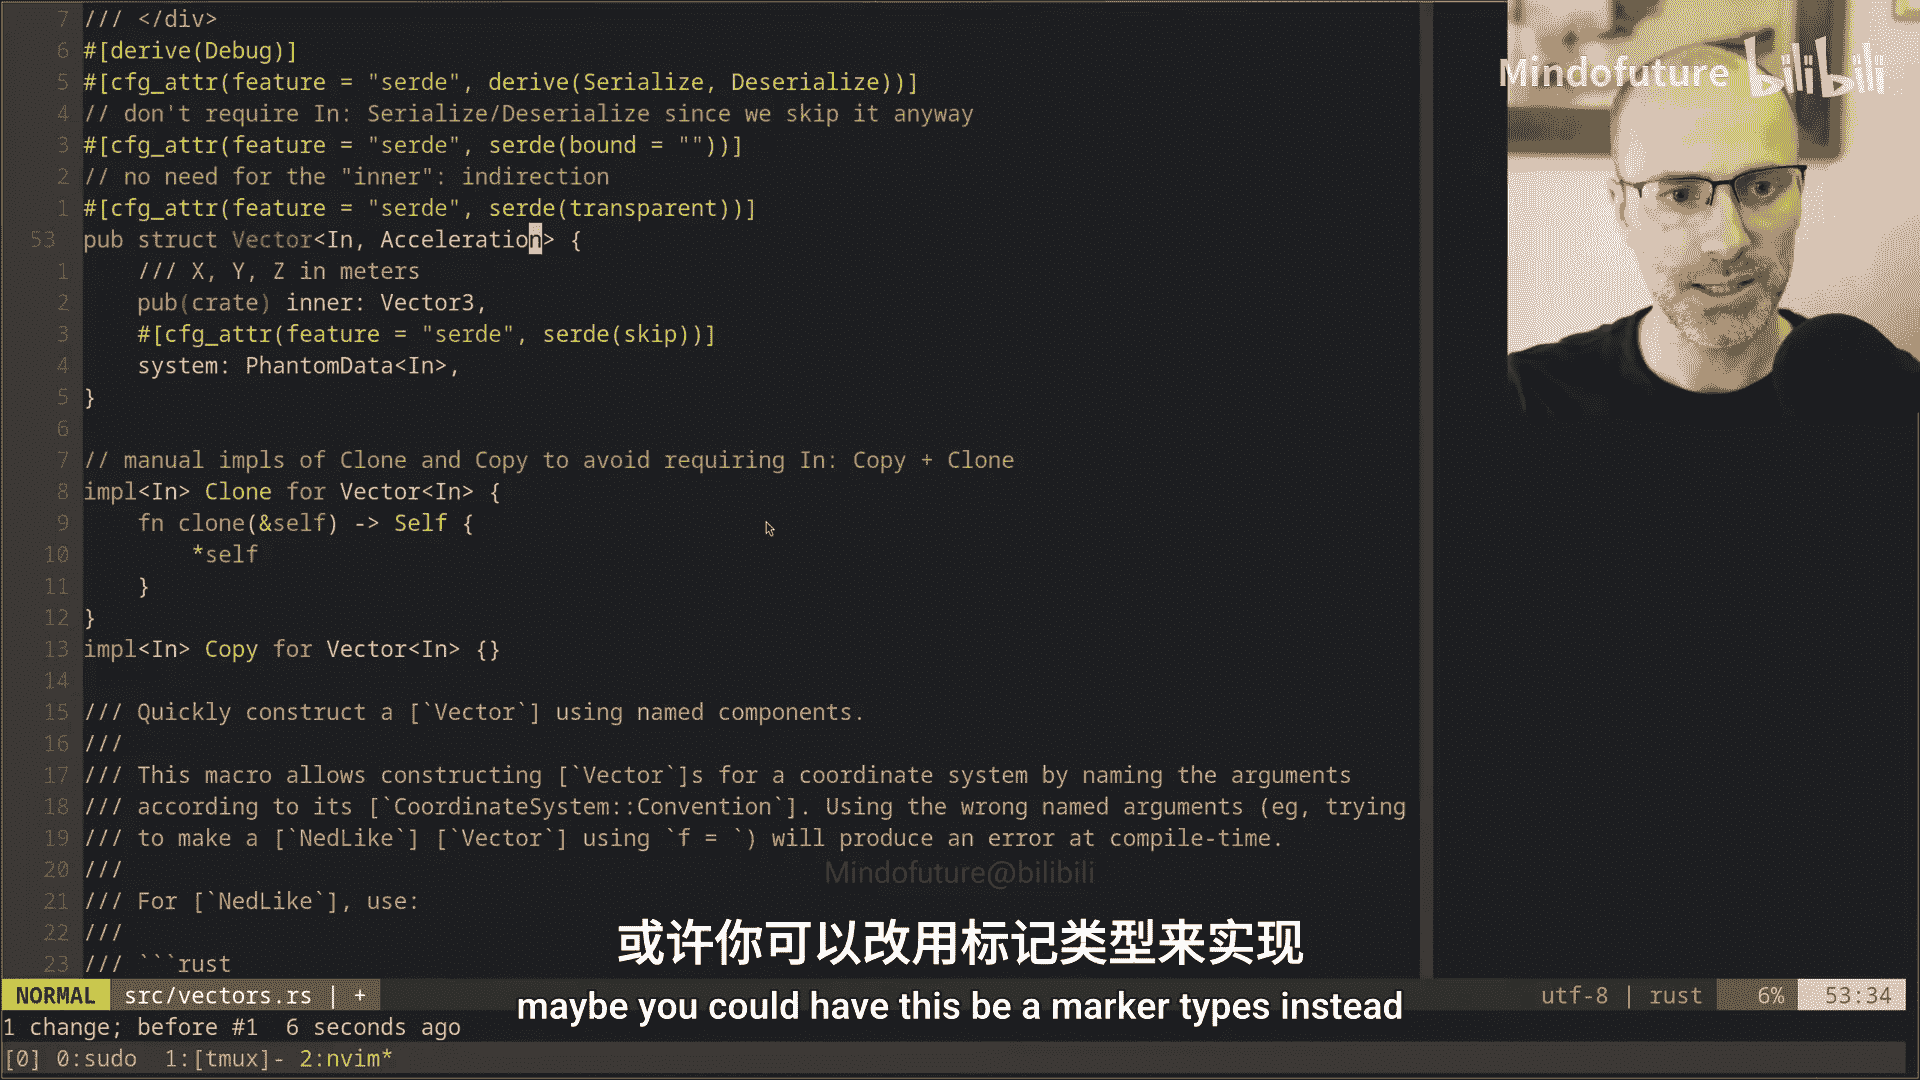 7 /// </div>
6 #[derive(Debug)]
5 #[cfg_attr(feature = "serde", derive(Serialize, Deserialize))]
4 // don't require In: Serialize/Deserialize since we skip it anyway
3 #[cfg_attr(feature = "serde", serde(bound = ""))]
2 // no need for the "inner": indirection
1 #[cfg_attr(feature = "serde", serde(transparent))]
53 pub struct Vector<In, Acceleration> {
1     /// X, Y, Z in meters
2     pub(crate) inner: Vector3,
3     #[cfg_attr(feature = "serde", serde(skip))]
4     system: PhantomData<In>,
5 }
6
7 // manual impls of Clone and Copy to avoid requiring In: Copy + Clone
8 impl<In> Clone for Vector<In> {
9     fn clone(&self) -> Self {
10         *self
11     }
12 }
13 impl<In> Copy for Vector<In> {}
14
15 /// Quickly construct a [`Vector`] using named components.
16 ///
17 /// This macro allows constructing [`Vector`]s for a coordinate system by naming the arguments
18 /// according to its [`CoordinateSystem::Convention`]. Using the wrong named arguments (eg, trying
19 /// to make a [`NedLike`] [`Vector`] using `f = `) will produce an error at compile-time.
20 ///
21 /// For [`NedLike`], use:
22 ///
23 /// ```rust
Mindofuture bilibili
Mindofuture@bilibili
或许你可以改用标记类型来实现
maybe you could have this be a marker types instead
NORMAL src/vectors.rs | + utf-8 | rust 6% 53:34
1 change; before #1  6 seconds ago
[0] 0:sudo  1:[tmux]- 2:nvim*